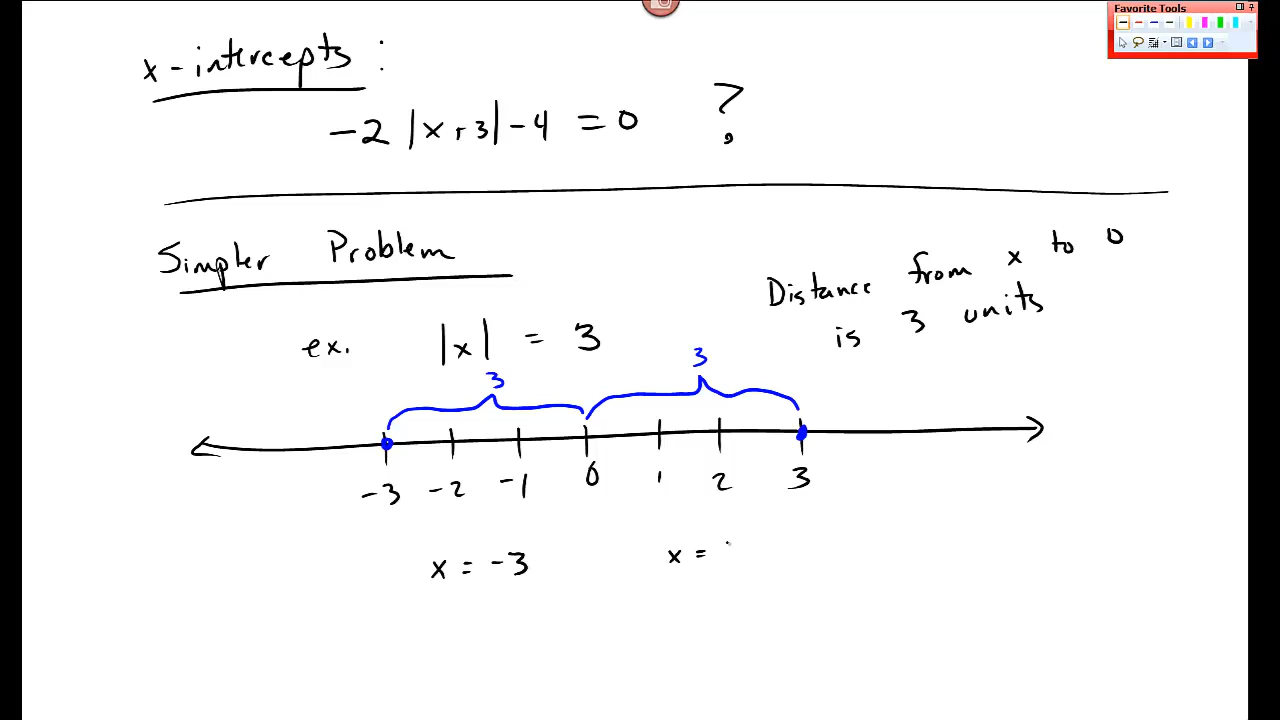 Favorite Tools
x-intercepts :
-2 |x+3| -4 = 0 ?
Simpler Problem
Distance from x to 0
is 3 units
ex. |x| = 3
3 3
-3 -2 -1 0 1 2 3
x = -3 x =